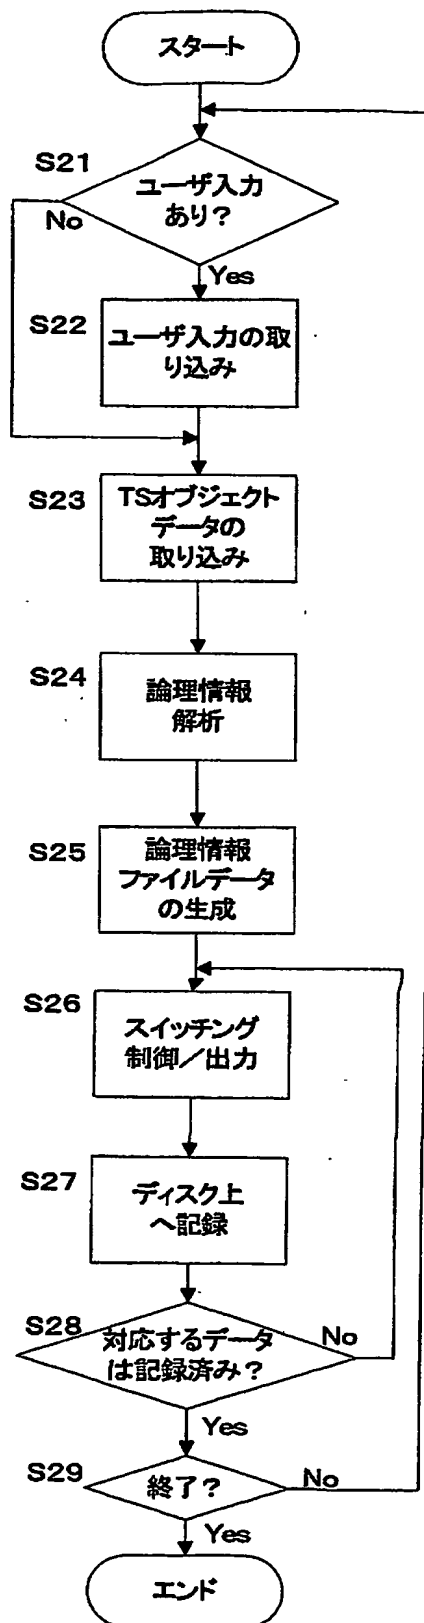 スタート
S21
ユーザ入力
あり?
No
Yes
S22
ユーザ入力の取
り込み
S23
TSオブジェクト
データの
取り込み
S24
論理情報
解析
S25
論理情報
ファイルデータ
の生成
S26
スイッチング
制御/出力
S27
ディスク上
へ記録
S28
対応するデータ
は記録済み?
No
Yes
S29
終了?
No
Yes
エンド